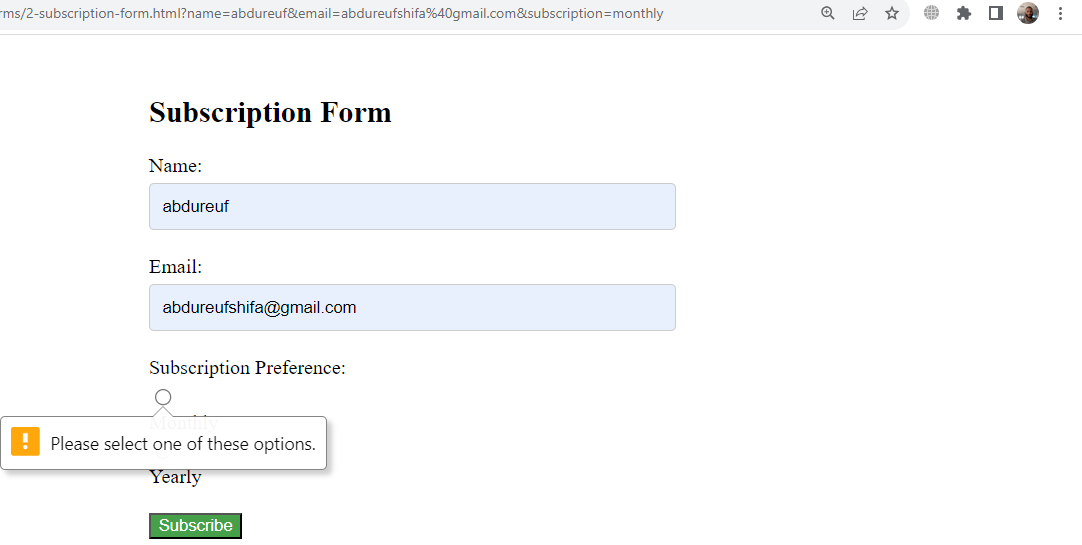 rms/2-subscription-form.html?name=abdureuf&email=abdureufshifa%40gmail.com&subscription=monthly
Subscription Form
Name:
abdureuf
Email:
abdureufshifa@gmail.com
Subscription Preference:
Monthly
Please select one of these options.
Yearly
Subscribe